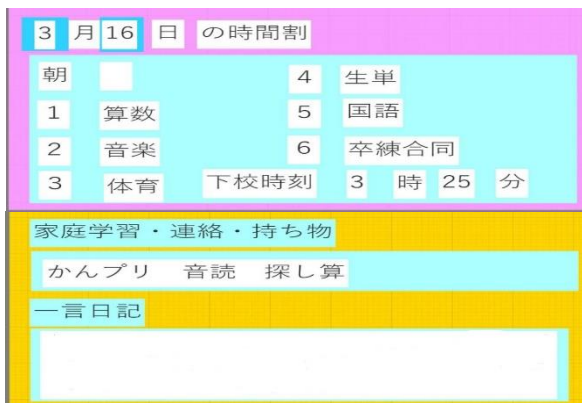 3 月 16 日 の時間割
朝 4 生単
1 算数 5 国語
2 音楽 6 卒練合同
3 体育 下校時刻 3 時 25 分
家庭学習・連絡・持ち物
かんプリ 音読 探し算
一言日記